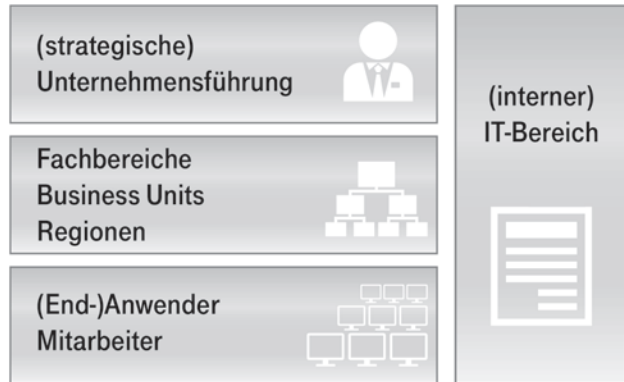 (strategische)
Unternehmensführung
Fachbereiche
Business Units
Regionen
(End-)Anwender
Mitarbeiter
(interner)
IT-Bereich